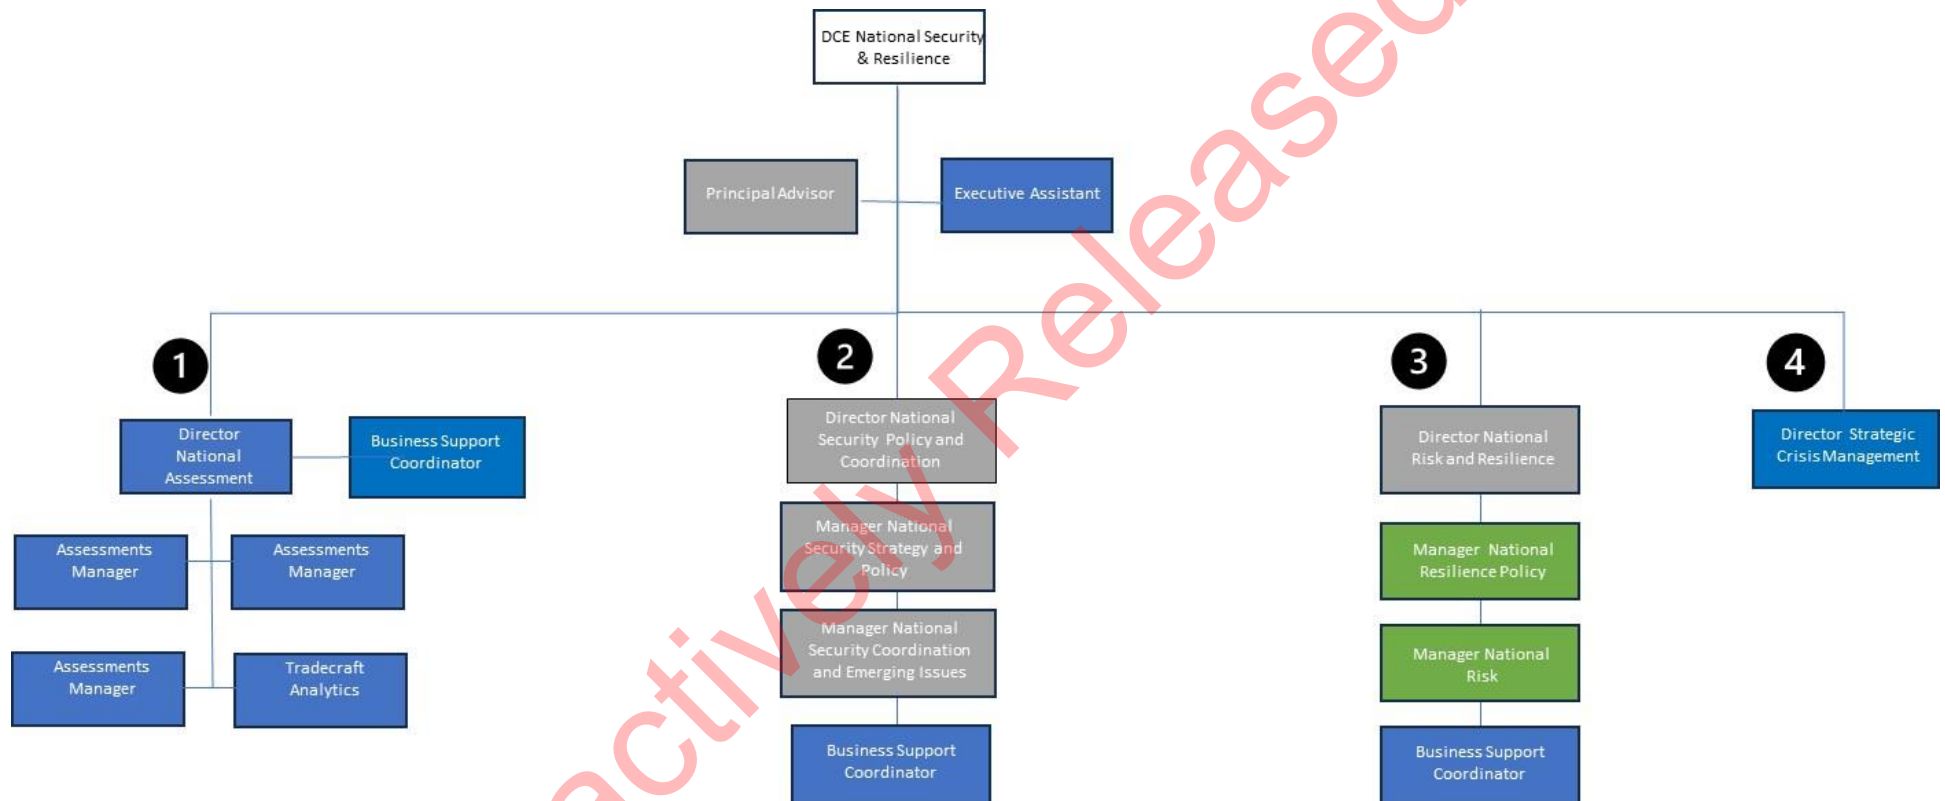 DCE National Security
& Resilience
Principal Advisor
Executive Assistant
1
2
3
4
Director
National
Assessment
Business Support
Coordinator
Assessments
Manager
Assessments
Manager
Assessments
Manager
Tradecraft
Analytics
Director National
Security Policy and
Coordination
Manager National
Security Strategy and
Policy
Manager National
Security Coordination
and Emerging Issues
Business Support
Coordinator
Director National
Risk and Resilience
Manager National
Resilience Policy
Manager National
Risk
Business Support
Coordinator
Director Strategic
Crisis Management
actively Released